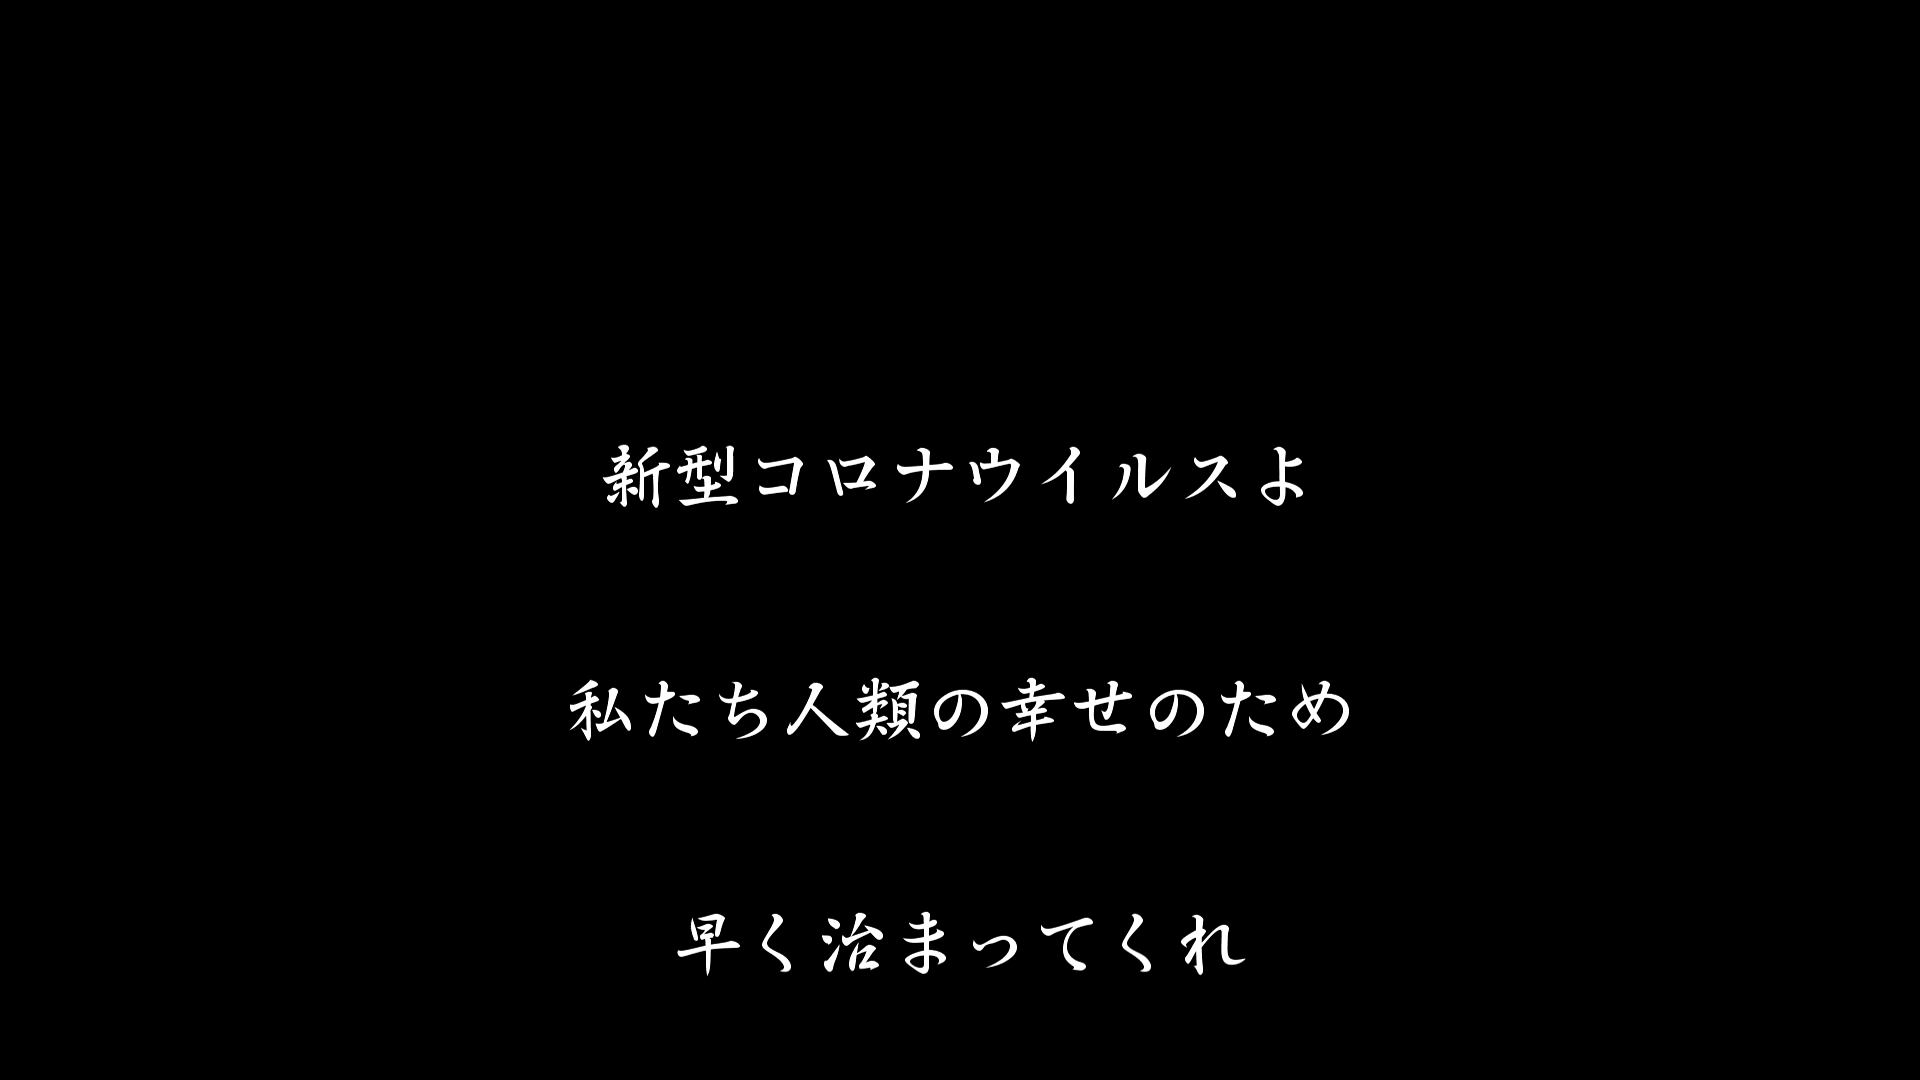 新型コロナウイルスよ
私たち人類の幸せのため
早く治まってくれ